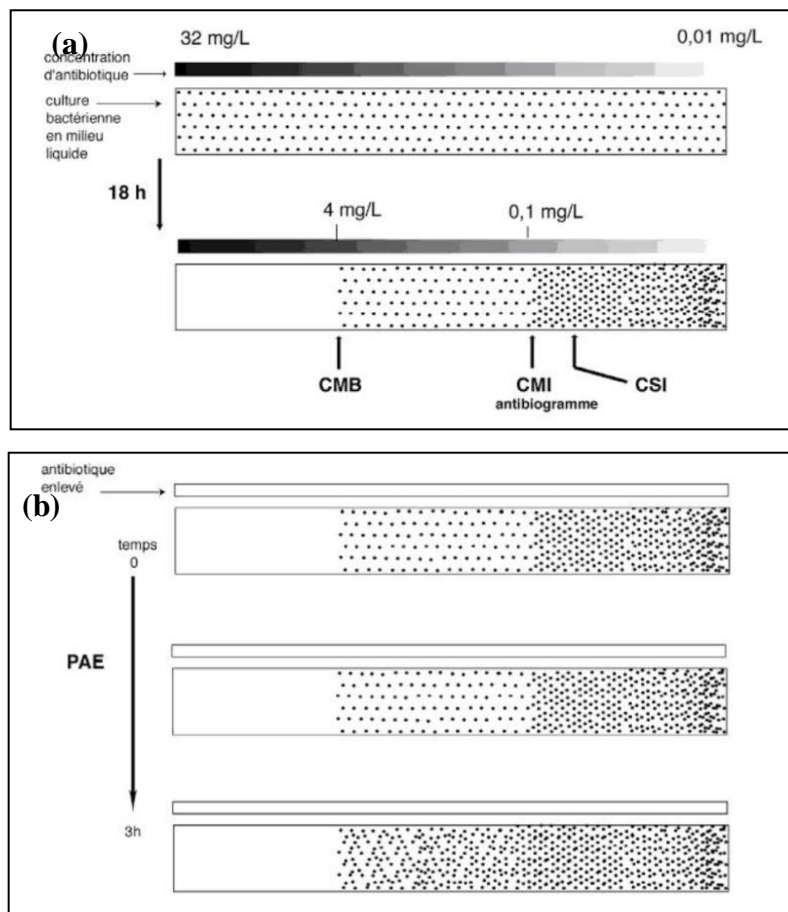 (a)
32 mg/L
0,01 mg/L
concentration
d'antibiotique
culture
bactérienne
en milieu
liquide
18 h
4 mg/L
0,1 mg/L
CMB
CMI
antibiogramme
CSI
antibiotique
enlevé
(b)
temps
0
PAE
3h